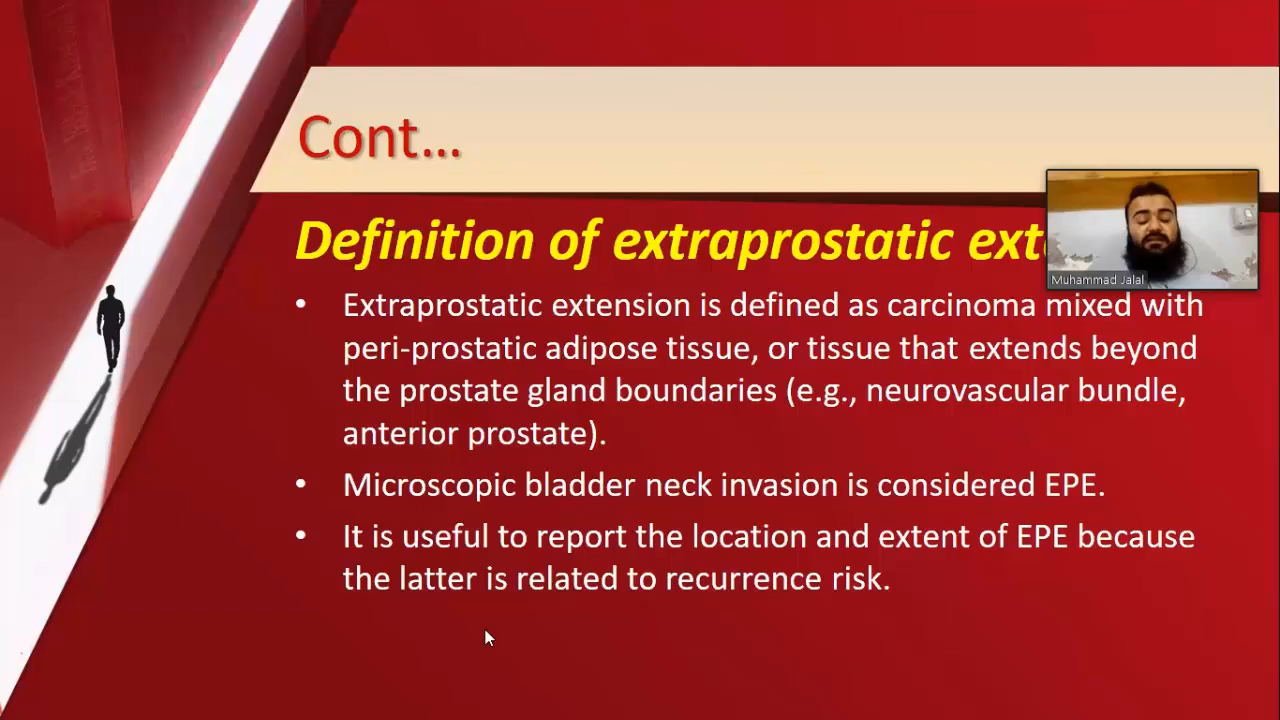 Cont...
Definition of extraprostatic
• Extraprostatic extension is defined as carcinoma mixed with
peri-prostatic adipose tissue, or tissue that extends beyond
the prostate gland boundaries (e.g., neurovascular bundle,
anterior prostate).
• Microscopic bladder neck invasion is considered EPE.
• It is useful to report the location and extent of EPE because
the latter is related to recurrence risk.
Muhammad Jalal